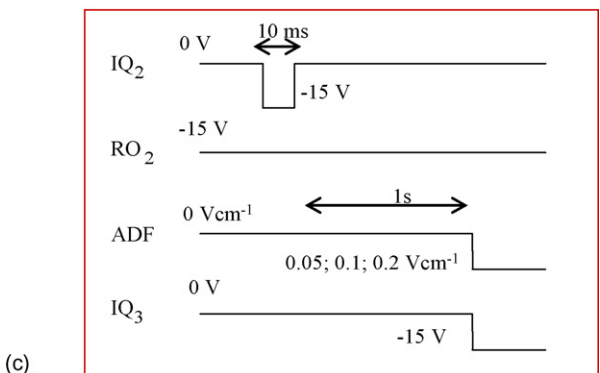 0 V
10 ms
IQ2
-15 V
-15 V
RO2
1s
0 Vcm-1
ADF
0.05; 0.1; 0.2 Vcm-1
0 V
IQ3
-15 V
(c)